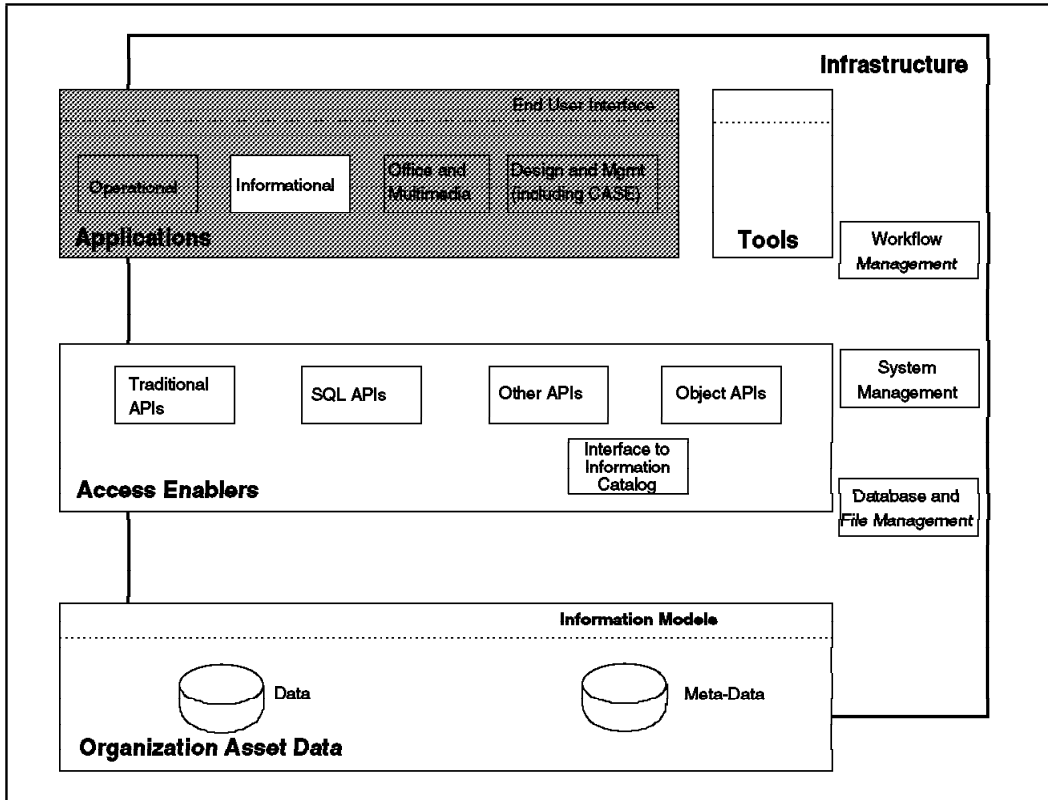 Infrastructure
End User Interface
Operational
Informational
Office and
Multimedia
Design and Mgmt
(including CASE)
Applications
Tools
Workflow
Management
Traditional
APIs
SQL APIs
Other APIs
Object APIs
System
Management
Interface to
Information
Catalog
Access Enablers
Database and
File Management
Information Models
Data
Meta-Data
Organization Asset Data